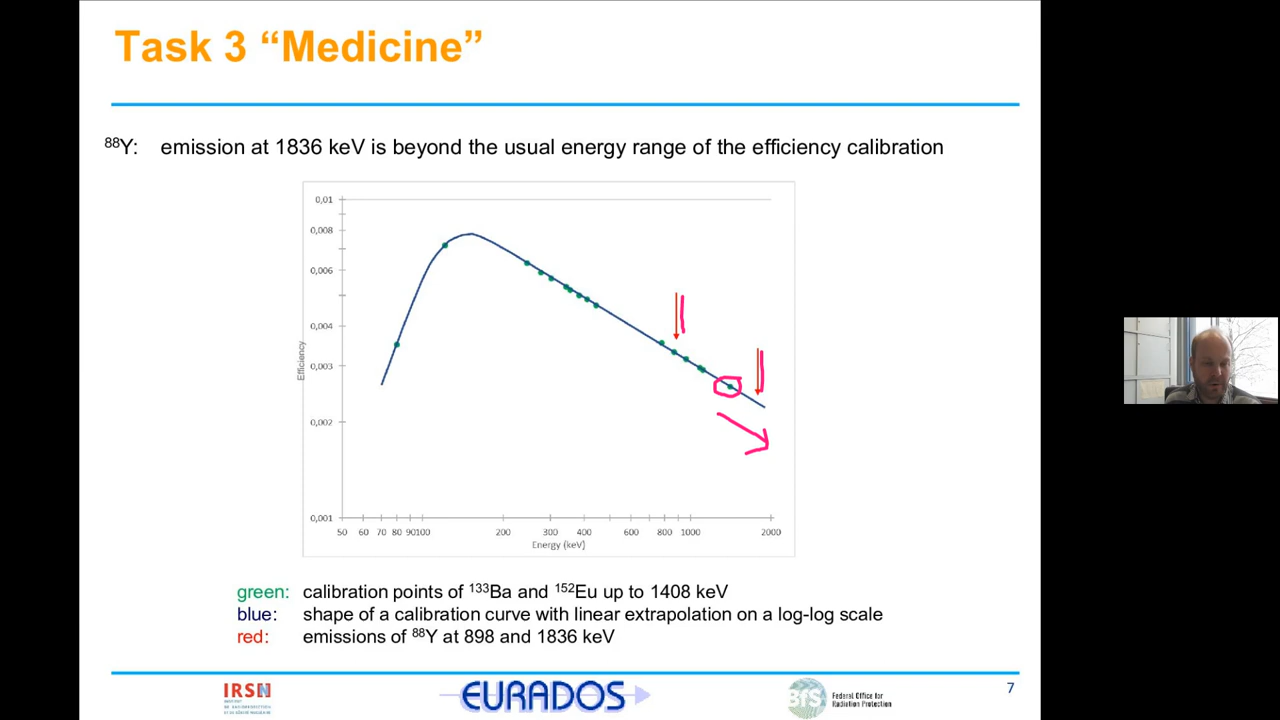 Task 3 “Medicine”
⁸⁸Y: emission at 1836 keV is beyond the usual energy range of the efficiency calibration
0,01
0,008
0,006
0,004
0,003
0,002
0,001
Efficiency
50 60 70 80 90100 200 300 400 600 800 1000 2000
Energy (keV)
green: calibration points of ¹³³Ba and ¹⁵²Eu up to 1408 keV
blue: shape of a calibration curve with linear extrapolation on a log-log scale
red: emissions of ⁸⁸Y at 898 and 1836 keV
IRSN
EURADOS
BfS
Federal Office for
Radiation Protection
7